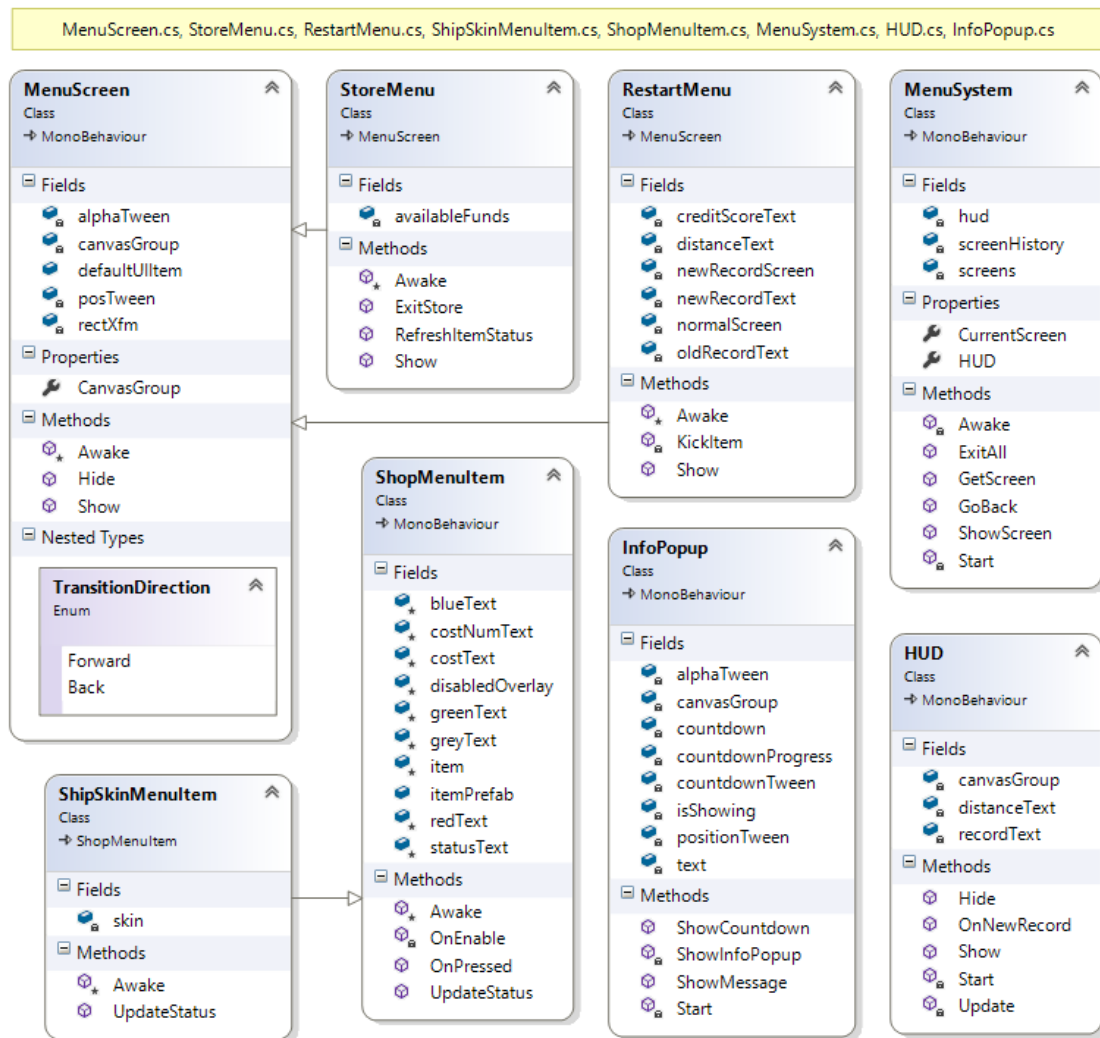 MenuScreen.cs, StoreMenu.cs, RestartMenu.cs, ShipSkinMenuItem.cs, ShopMenuItem.cs, MenuSystem.cs, HUD.cs, InfoPopup.cs
MenuScreen
Class
MonoBehaviour
Fields
alphaTween
canvasGroup
defaultUIItem
posTween
rectXfm
Properties
CanvasGroup
Methods
Awake
Hide
Show
Nested Types
TransitionDirection
Enum
Forward
Back
StoreMenu
Class
MenuScreen
Fields
availableFunds
Methods
Awake
ExitStore
RefreshItemStatus
Show
RestartMenu
Class
MenuScreen
Fields
creditScoreText
distanceText
newRecordScreen
newRecordText
normalScreen
oldRecordText
Methods
Awake
KickItem
Show
MenuSystem
Class
MonoBehaviour
Fields
hud
screenHistory
screens
Properties
CurrentScreen
HUD
Methods
Awake
ExitAll
GetScreen
GoBack
ShowScreen
Start
ShopMenuItem
Class
MonoBehaviour
Fields
blueText
costNumText
costText
disabledOverlay
greenText
greyText
item
itemPrefab
redText
statusText
Methods
Awake
OnEnable
OnPressed
UpdateStatus
InfoPopup
Class
MonoBehaviour
Fields
alphaTween
canvasGroup
countdown
countdownProgress
countdownTween
isShowing
positionTween
text
Methods
ShowCountdown
ShowInfoPopup
ShowMessage
Start
HUD
Class
MonoBehaviour
Fields
canvasGroup
distanceText
recordText
Methods
Hide
OnNewRecord
Show
Start
Update
ShipSkinMenuItem
Class
ShopMenuItem
Fields
skin
Methods
Awake
UpdateStatus